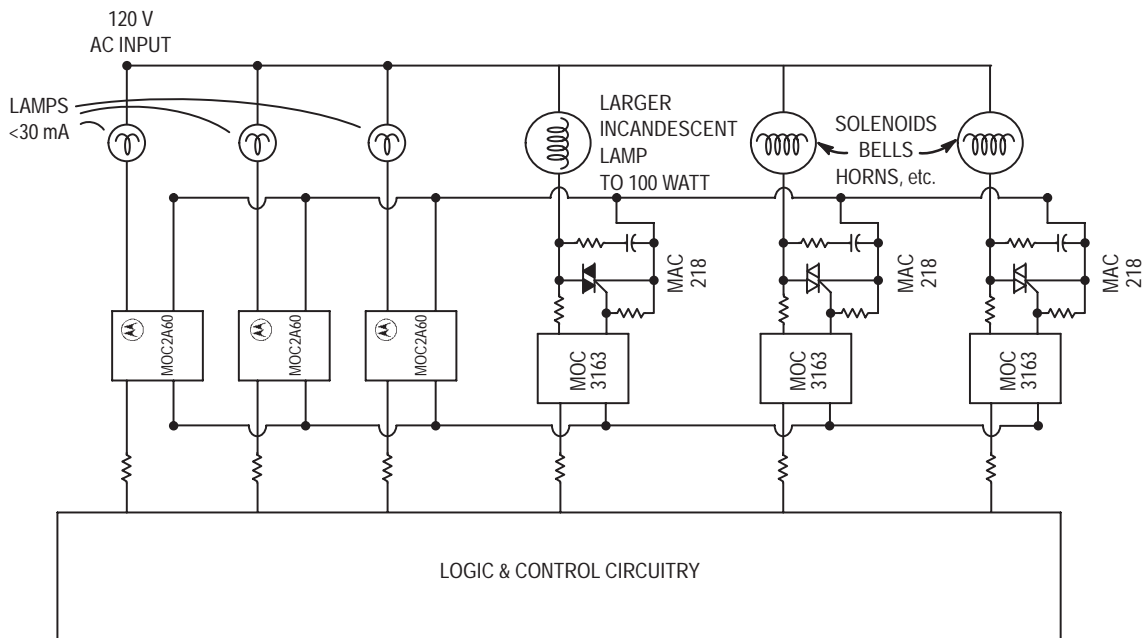 120 V
AC INPUT
LAMPS
<30 mA
LARGER
INCANDESCENT
LAMP
TO 100 WATT
SOLENOIDS
BELLS
HORNS, etc.
MAC
218
MAC
218
MAC
218
MOC2A60
MOC2A60
MOC2A60
MOC
3163
MOC
3163
MOC
3163
LOGIC & CONTROL CIRCUITRY